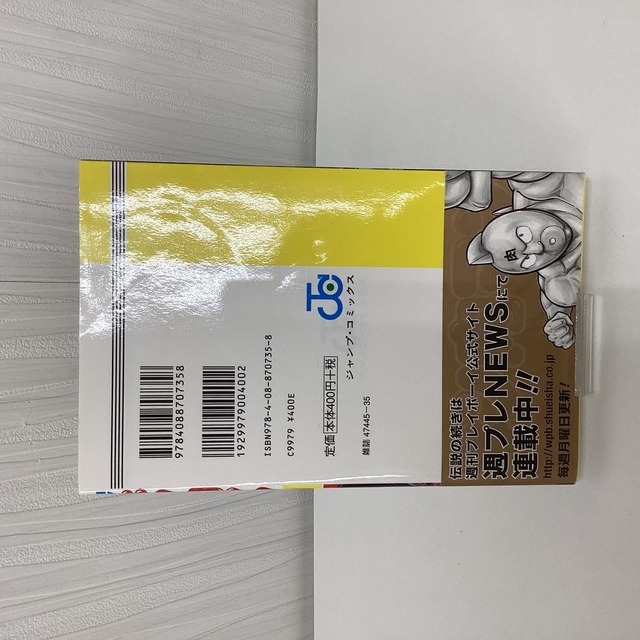 9784088707358
1929979004002
ISBN978-4-08-870735-8
C9979 ¥400E
定価 本体400円+税
雑誌 47445-35
JC
ジャンプ・コミックス
肉
伝説の続きは
週刊プレイボーイ公式サイト
週プレNEWSにて
連載中!!
http://wpb.shueisha.co.jp
毎週月曜日更新!